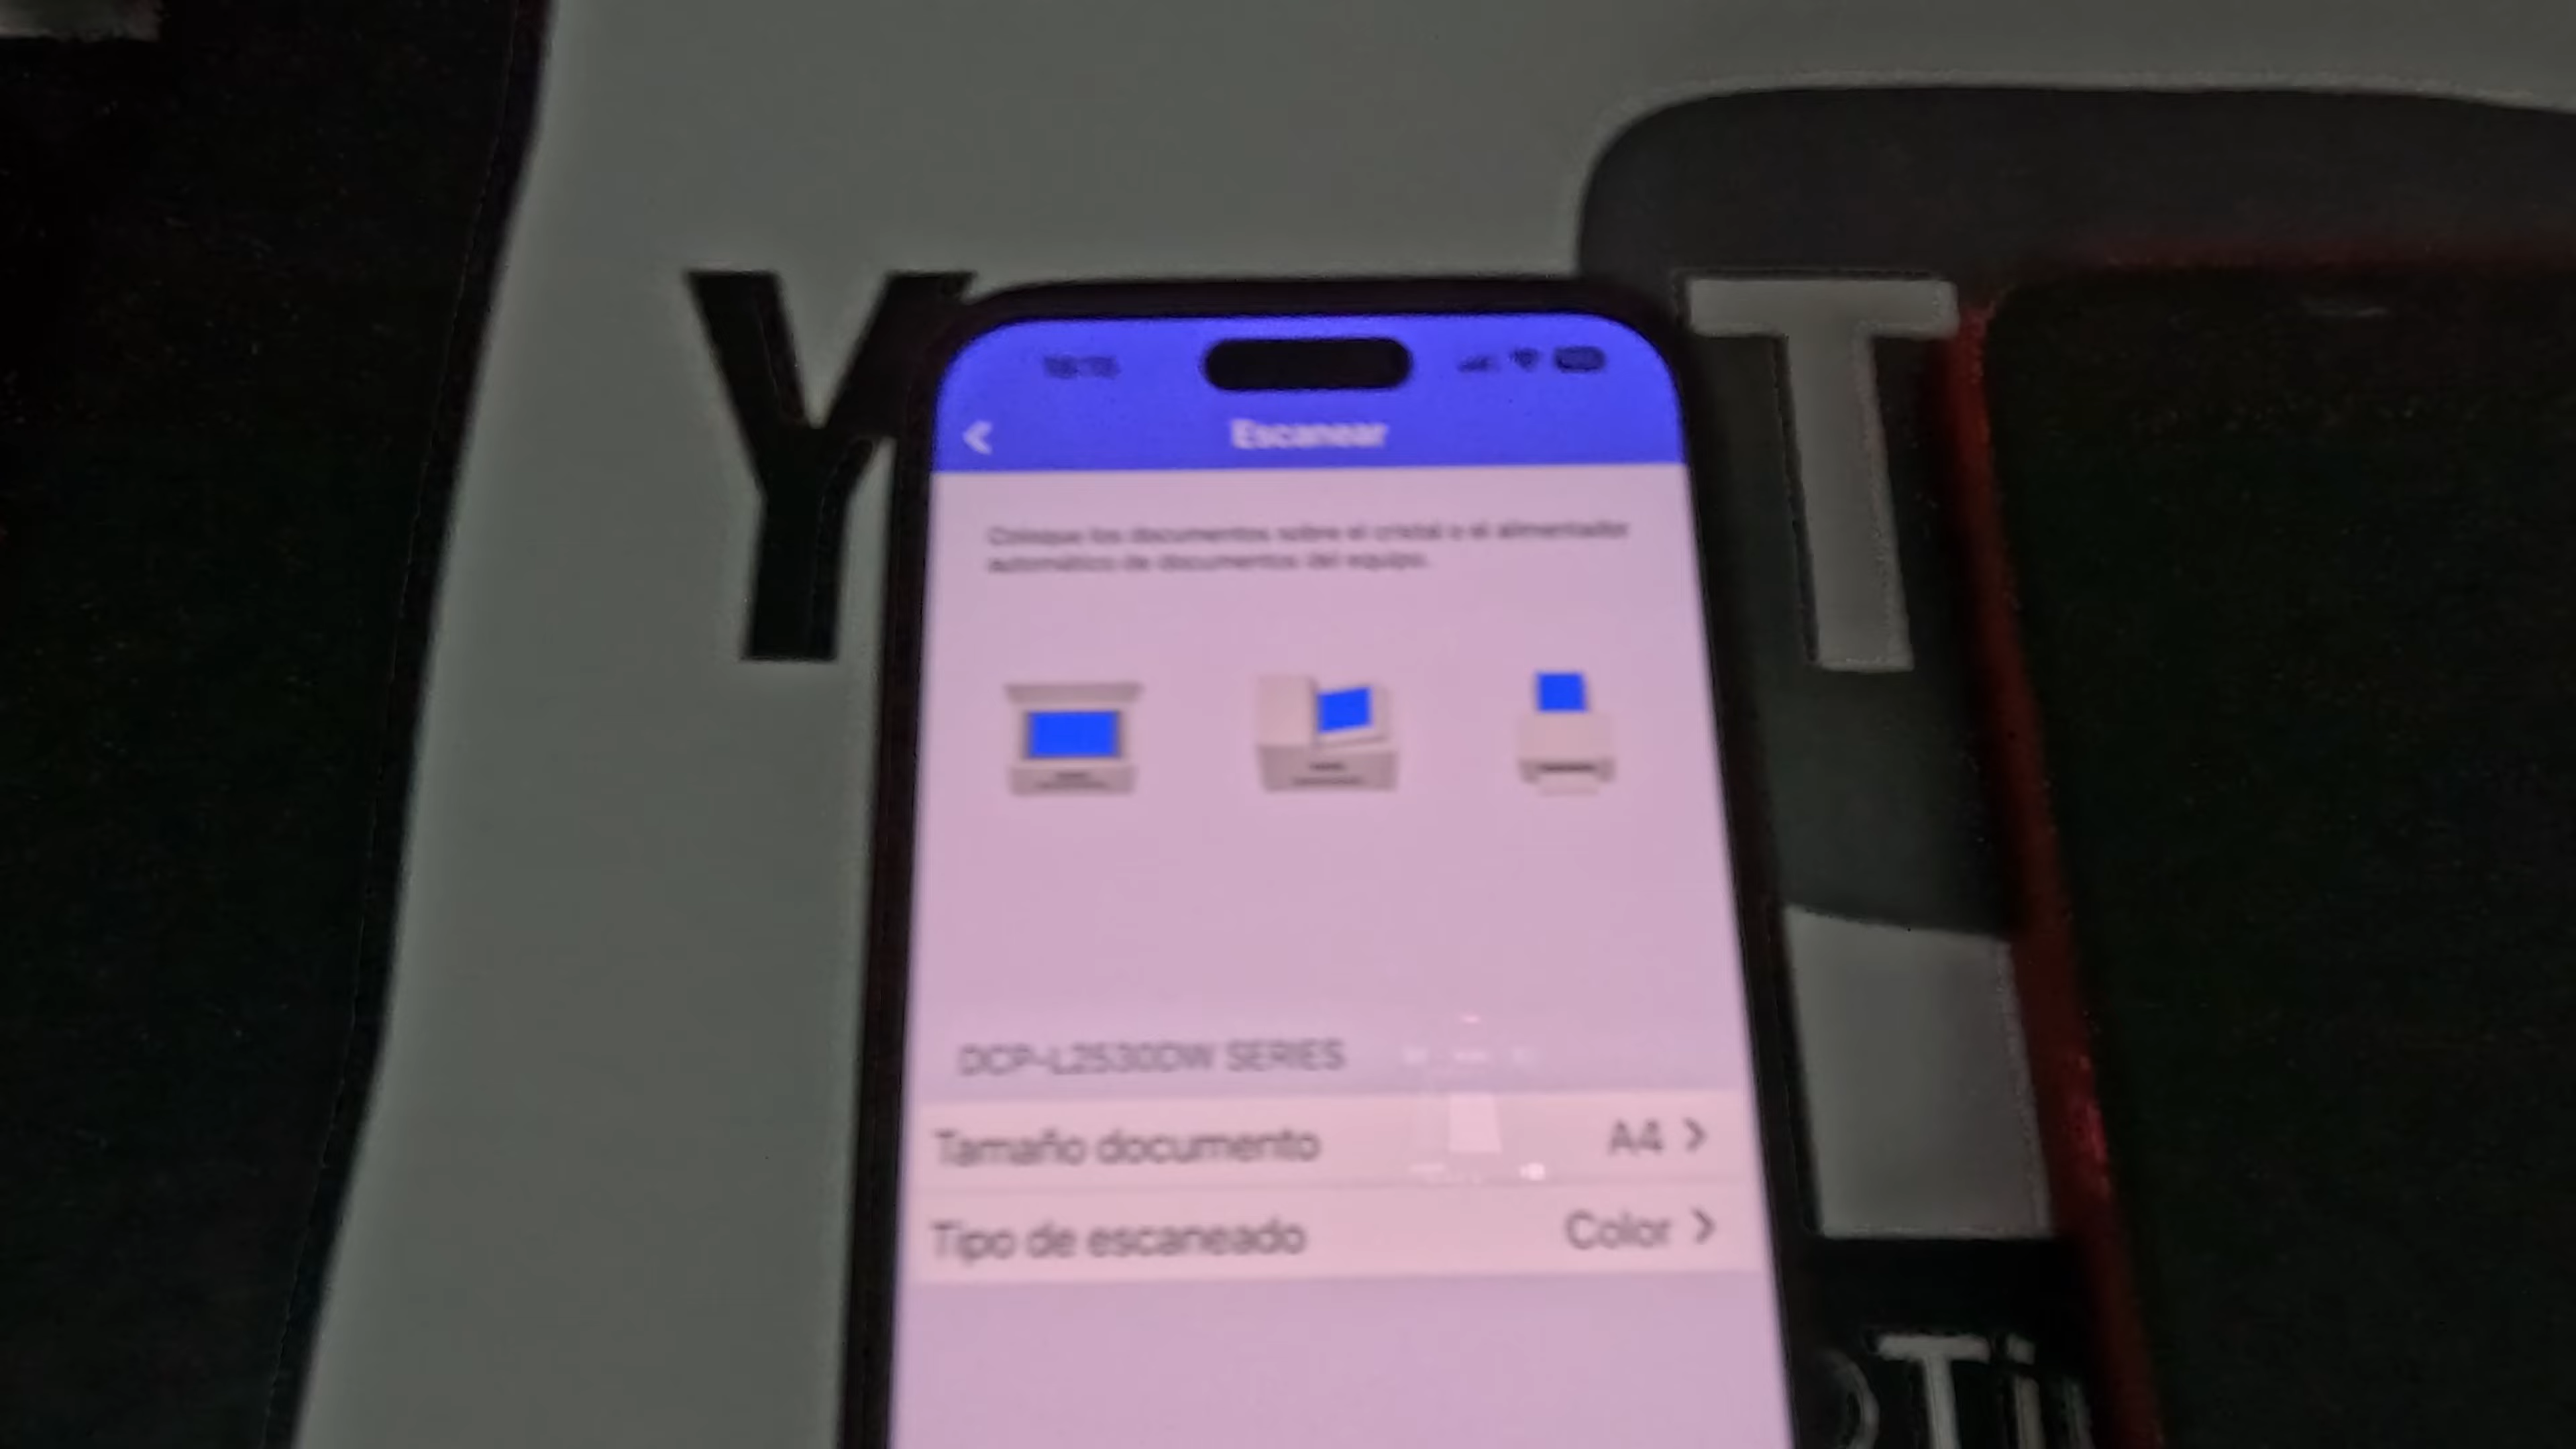 Y
T
Escanear
Coloque los documentos sobre el cristal o el alimentador
automático de documentos del equipo.
DCP-L2530DW SERIES
Tamaño documento A4
Tipo de escaneado Color